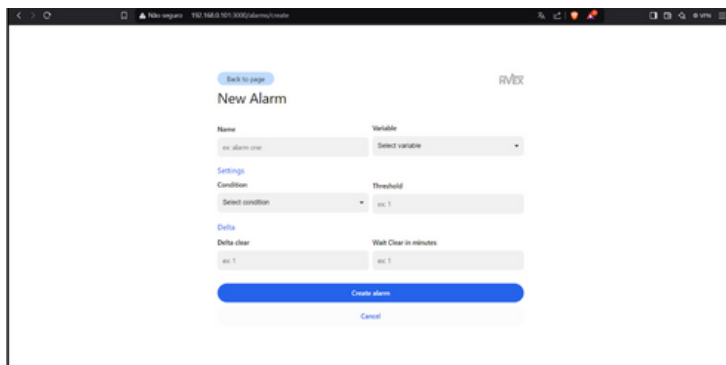 Não seguro 192.168.0.101:3000/alarms/create
VPN
Back to page
New Alarm
Name
Variable
ex: alarm one
Select variable
Settings
Condition
Threshold
Select condition
ex: 1
Delta
Delta clear
Wait Clear in minutes
ex: 1
ex: 1
Create alarm
Cancel